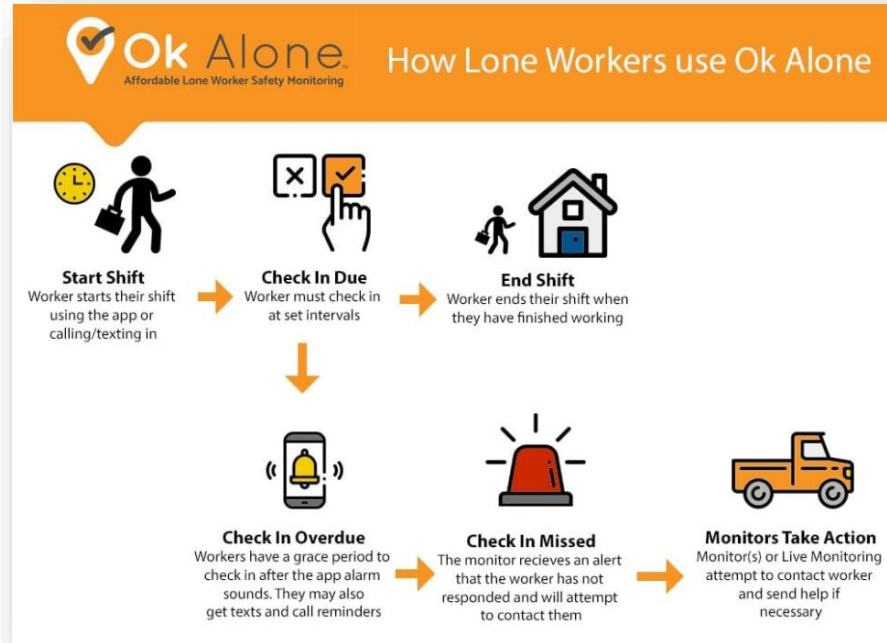 Ok Alone™
Affordable Lone Worker Safety Monitoring
How Lone Workers use Ok Alone
Start Shift
Worker starts their shift
using the app or
calling/texting in
Check In Due
Worker must check in
at set intervals
End Shift
Worker ends their shift when
they have finished working
Check In Overdue
Workers have a grace period to
check in after the app alarm
sounds. They may also
get texts and call reminders
Check In Missed
The monitor recieves an alert
that the worker has not
responded and will attempt
to contact them
Monitors Take Action
Monitor(s) or Live Monitoring
attempt to contact worker
and send help if
necessary